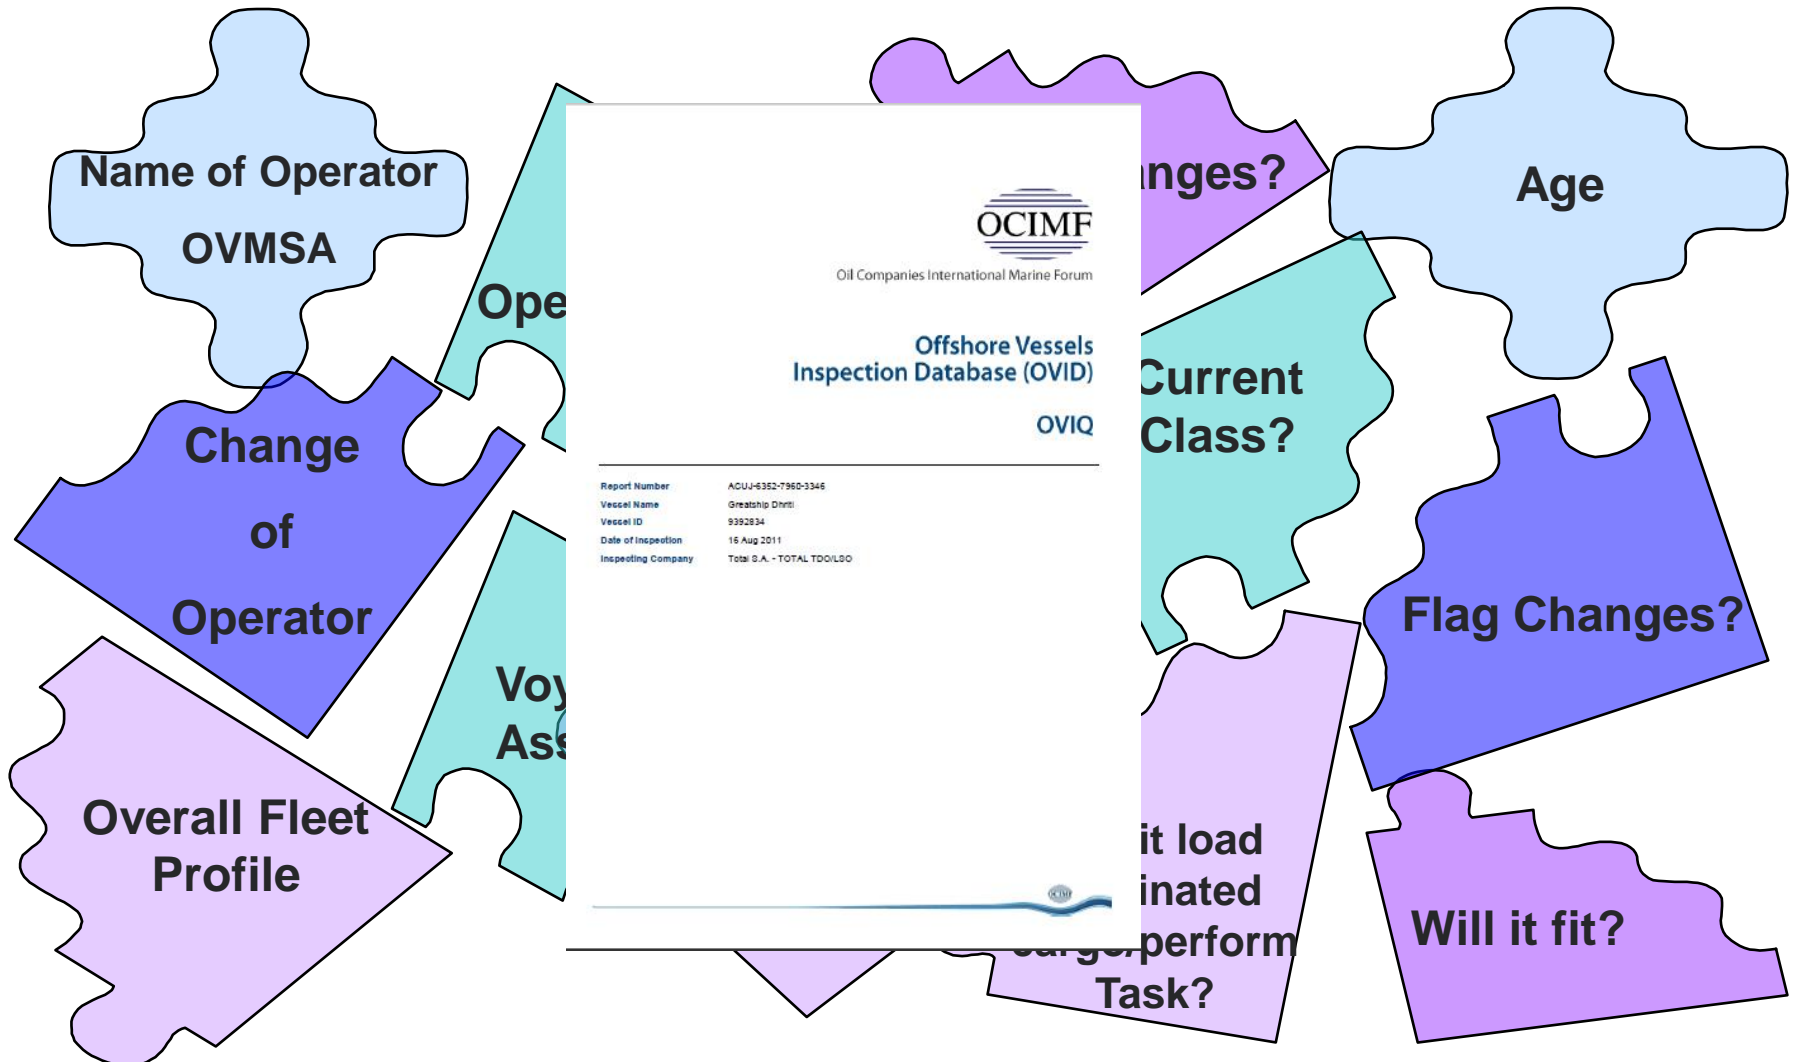 Name of Operator
OVMSA
Ope
nges?
Age
Change
of
Operator
Current
Class?
Flag Changes?
Voy
Ass
Overall Fleet
Profile
it load
inated
cargo/perform
Task?
Will it fit?
OCIMF
Oil Companies International Marine Forum
Offshore Vessels
Inspection Database (OVID)
OVIQ
Report Number ACUJ-6352-7960-3346
Vessel Name Greatship Dhriti
Vessel ID 9392834
Date of Inspection 16 Aug 2011
Inspecting Company Total S.A. - TOTAL TDO/LSO
OCIMF